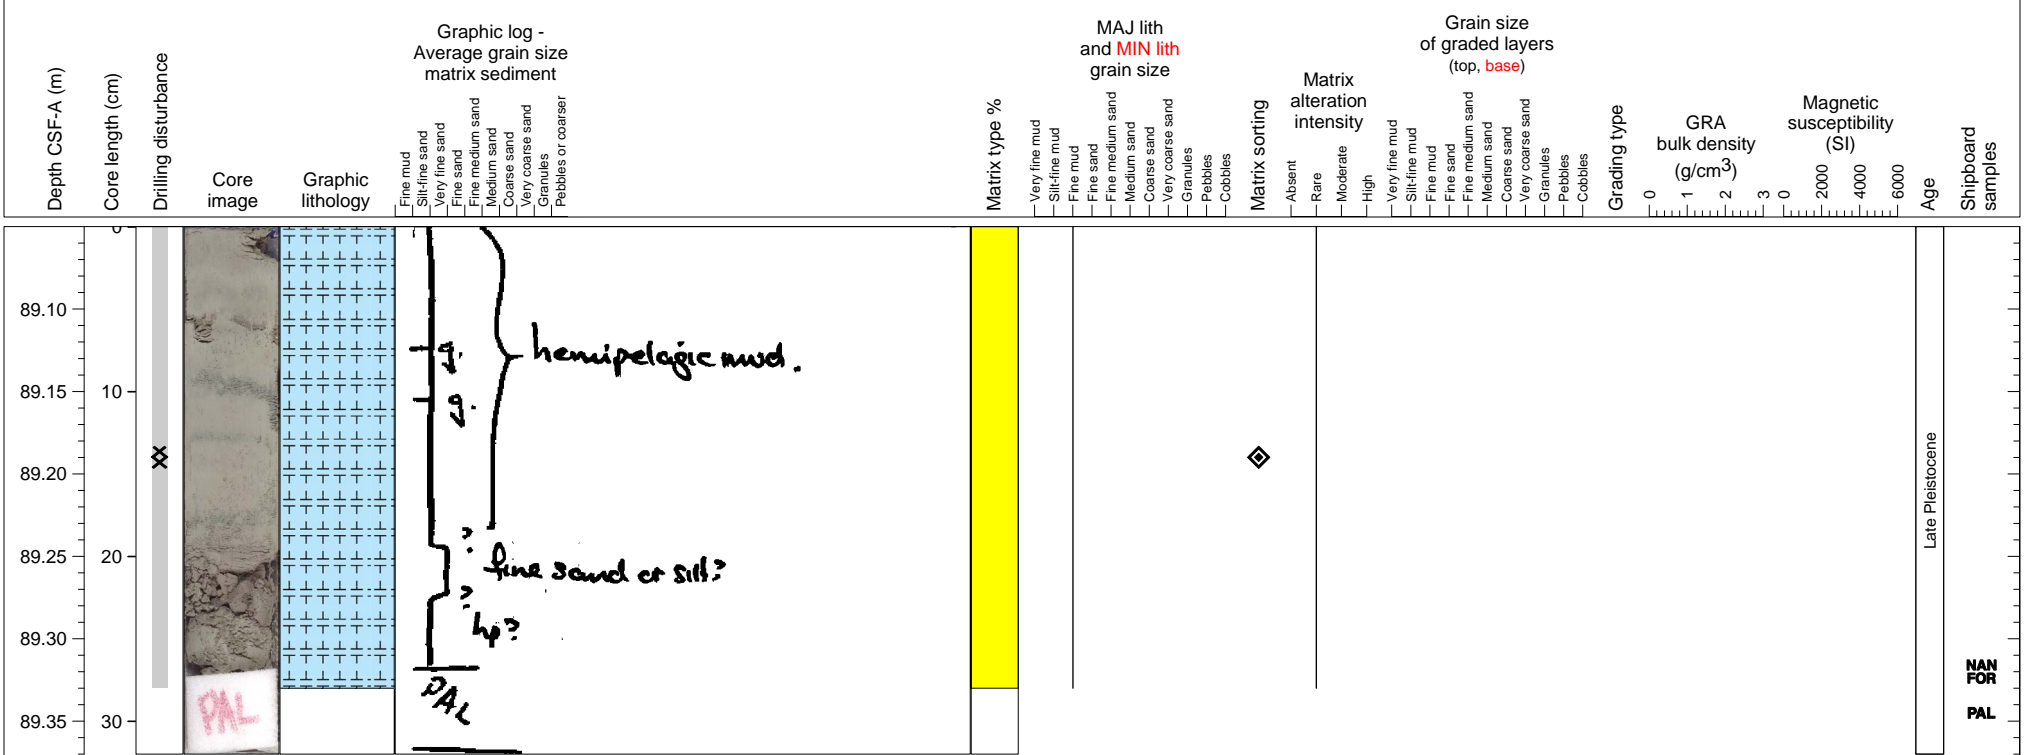 Depth CSF-A (m)
Core length (cm)
Drilling disturbance
Core
image
Graphic
lithology
Graphic log -
Average grain size
matrix sediment
Fine mud
Silt-fine sand
Very fine sand
Fine sand
Fine medium sand
Medium sand
Coarse sand
Very coarse sand
Granules
Pebbles or coarser
Matrix type %
MAJ lith
and MIN lith
grain size
Very fine mud
Silt-fine mud
Fine mud
Fine sand
Fine medium sand
Medium sand
Coarse sand
Very coarse sand
Granules
Pebbles
Cobbles
Matrix sorting
Matrix
alteration
intensity
Absent
Rare
Moderate
High
Grain size
of graded layers
(top, base)
Very fine mud
Silt-fine mud
Fine mud
Fine sand
Fine medium sand
Medium sand
Coarse sand
Very coarse sand
Granules
Pebbles
Cobbles
Grading type
GRA
bulk density
(g/cm3)
0 1 2 3
Magnetic
susceptibility
(SI)
0 2000 4000 6000
Age
Shipboard
samples
0
89.10
89.15 10
89.20
89.25 20
89.30
89.35 30
hemipelagic mud.
g.
g.
?
fine sand or silt?
?
hp?
PAL
PAL
Late Pleistocene
NAN
FOR
PAL